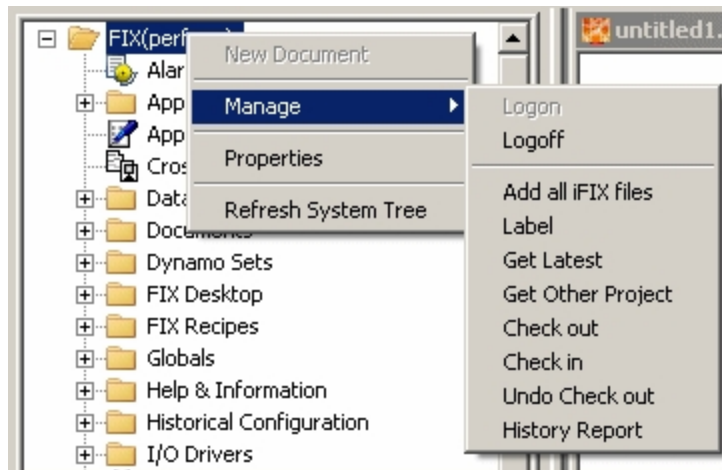 FIX(perf
untitled1.
New Document
Alar
App
Manage
Logon
App
Logoff
Properties
Cros
Data
Add all iFIX files
Refresh System Tree
Documents
Label
Dynamo Sets
Get Latest
FIX Desktop
Get Other Project
FIX Recipes
Check out
Globals
Check in
Help & Information
Undo Check out
Historical Configuration
History Report
I/O Drivers